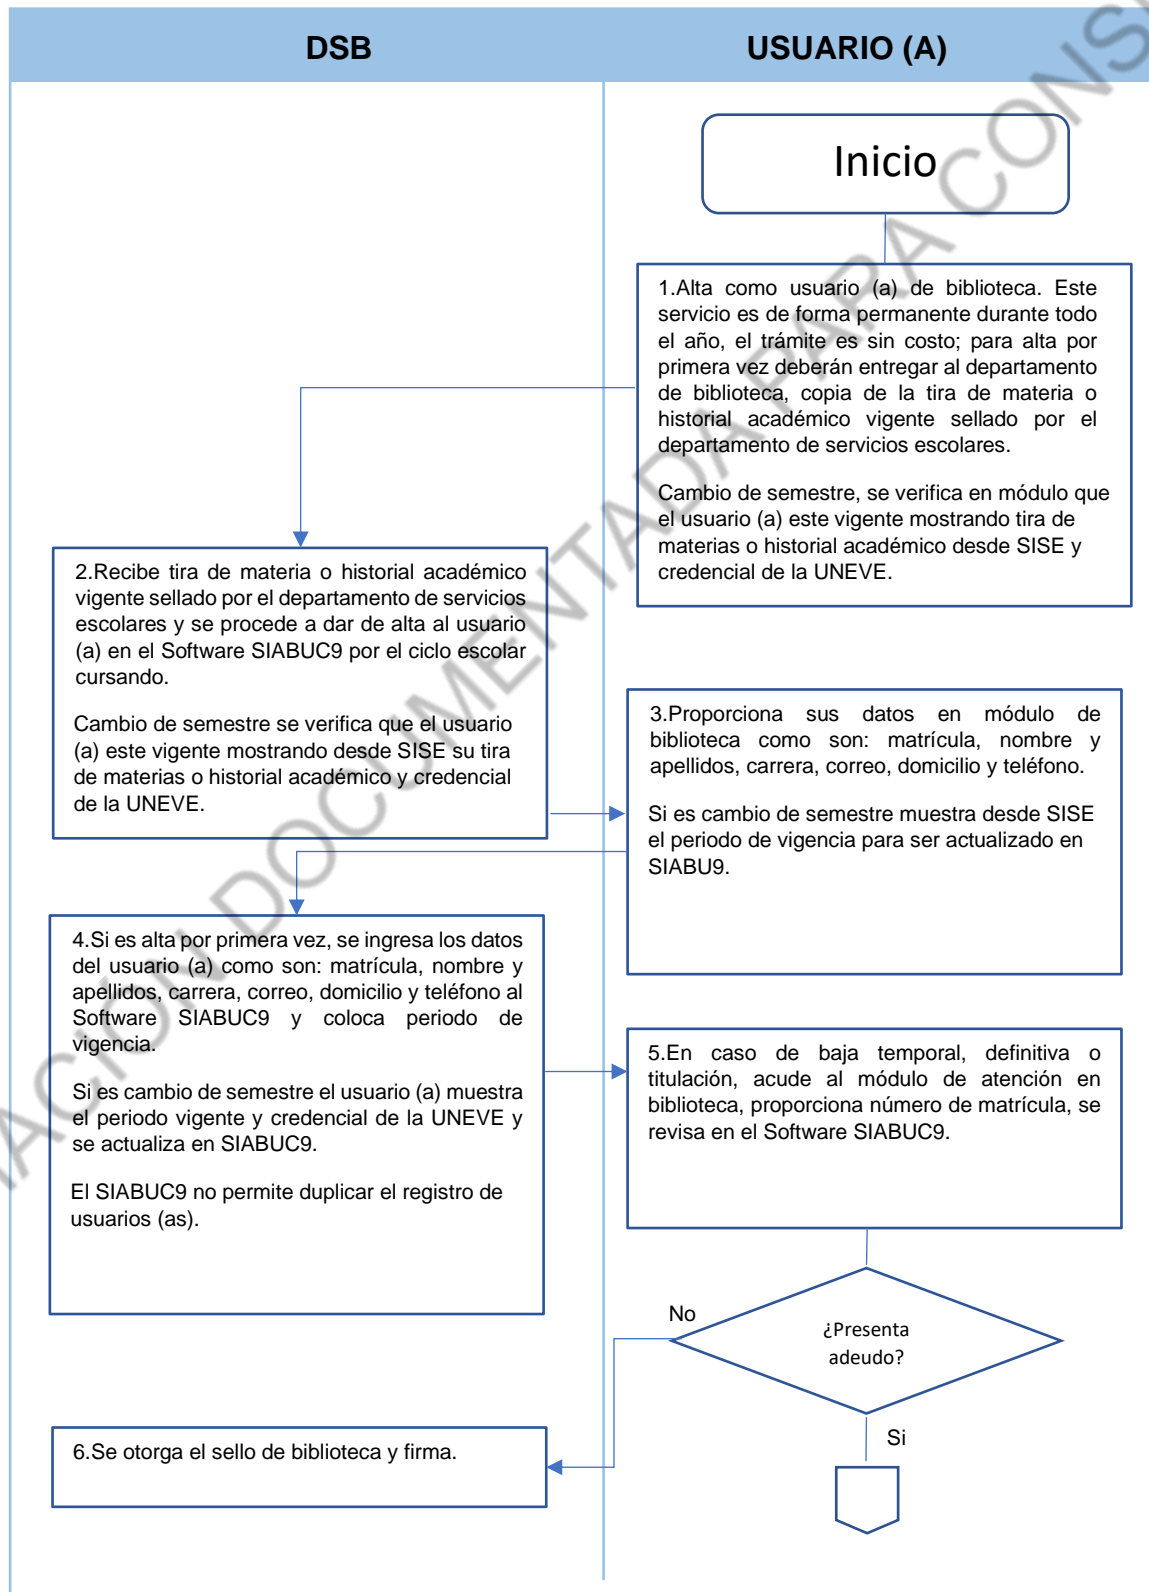 DSB
USUARIO (A)
Inicio
1.Alta como usuario (a) de biblioteca. Este
servicio es de forma permanente durante todo
el año, el trámite es sin costo; para alta por
primera vez deberán entregar al departamento
de biblioteca, copia de la tira de materia o
historial académico vigente sellado por el
departamento de servicios escolares.
Cambio de semestre, se verifica en módulo que
el usuario (a) este vigente mostrando tira de
materias o historial académico desde SISE y
credencial de la UNEVE.
2.Recibe tira de materia o historial académico
vigente sellado por el departamento de servicios
escolares y se procede a dar de alta al usuario
(a) en el Software SIABUC9 por el ciclo escolar
cursando.
Cambio de semestre se verifica que el usuario
(a) este vigente mostrando desde SISE su tira
de materias o historial académico y credencial
de la UNEVE.
3.Proporciona sus datos en módulo de
biblioteca como son: matrícula, nombre y
apellidos, carrera, correo, domicilio y teléfono.
Si es cambio de semestre muestra desde SISE
el periodo de vigencia para ser actualizado en
SIABU9.
4.Si es alta por primera vez, se ingresa los datos
del usuario (a) como son: matrícula, nombre y
apellidos, carrera, correo, domicilio y teléfono al
Software SIABUC9 y coloca periodo de
vigencia.
Si es cambio de semestre el usuario (a) muestra
el periodo vigente y credencial de la UNEVE y
se actualiza en SIABUC9.
El SIABUC9 no permite duplicar el registro de
usuarios (as).
5.En caso de baja temporal, definitiva o
titulación, acude al módulo de atención en
biblioteca, proporciona número de matrícula, se
revisa en el Software SIABUC9.
No
¿Presenta
adeudo?
Si
6.Se otorga el sello de biblioteca y firma.
DOCUMENTADA PARA